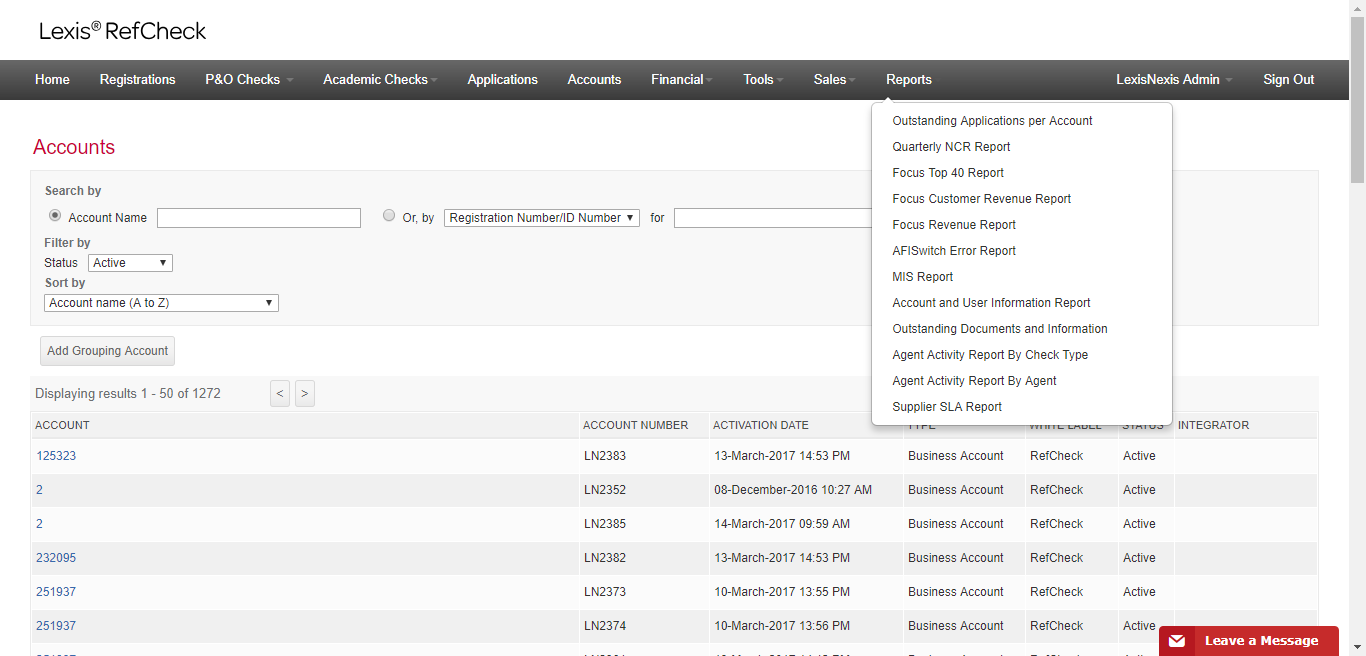 Lexis® RefCheck
Home Registrations P&O Checks Academic Checks Applications Accounts Financial Tools Sales Reports LexisNexis Admin Sign Out
Outstanding Applications per Account
Quarterly NCR Report
Focus Top 40 Report
Focus Customer Revenue Report
Focus Revenue Report
AFISwitch Error Report
MIS Report
Account and User Information Report
Outstanding Documents and Information
Agent Activity Report By Check Type
Agent Activity Report By Agent
Supplier SLA Report
Accounts
Search by
Account Name Or, by Registration Number/ID Number for
Filter by
Status Active
Sort by
Account name (A to Z)
Add Grouping Account
Displaying results 1 - 50 of 1272 < >
ACCOUNT ACCOUNT NUMBER ACTIVATION DATE TYPE WHITE LABEL STATUS INTEGRATOR
125323 LN2383 13-March-2017 14:53 PM Business Account RefCheck Active
2 LN2352 08-December-2016 10:27 AM Business Account RefCheck Active
2 LN2385 14-March-2017 09:59 AM Business Account RefCheck Active
232095 LN2382 13-March-2017 14:53 PM Business Account RefCheck Active
251937 LN2373 10-March-2017 13:55 PM Business Account RefCheck Active
251937 LN2374 10-March-2017 13:56 PM Business Account RefCheck Active
Leave a Message